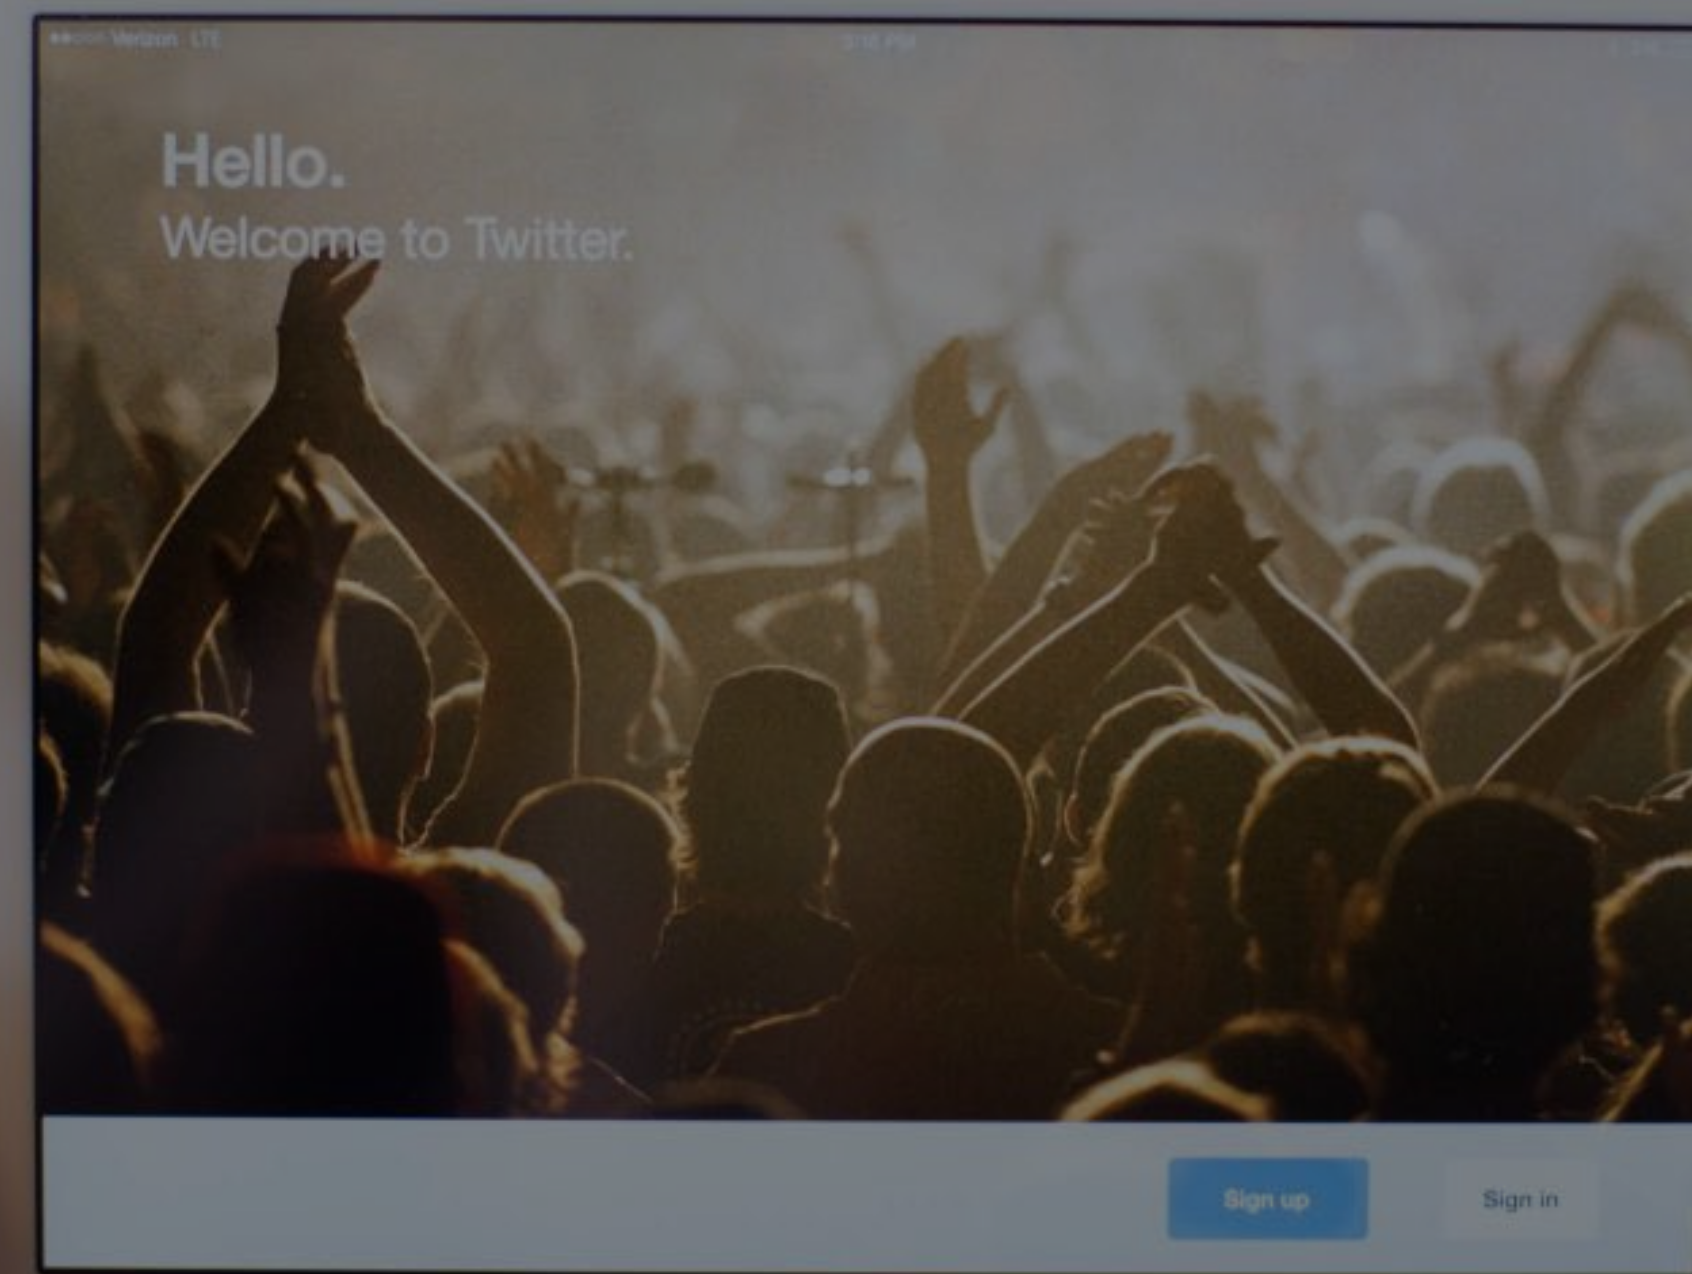 Verizon LTE
Hello.
Welcome to Twitter.
Sign up
Sign in